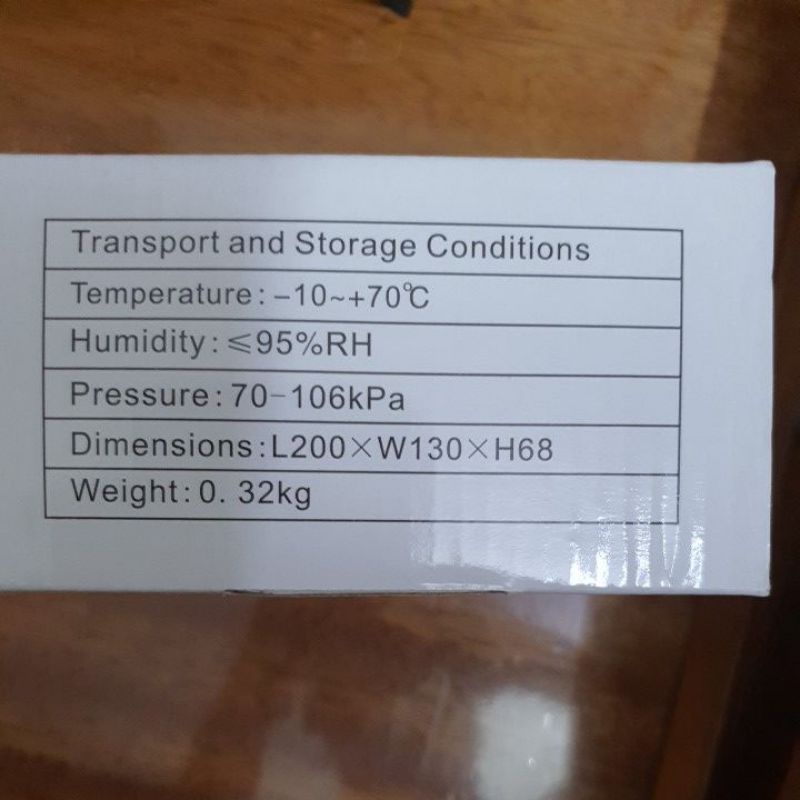 Transport and Storage Conditions
Temperature: -10~+70℃
Humidity: ≤95%RH
Pressure: 70-106kPa
Dimensions: L200×W130×H68
Weight: 0. 32kg